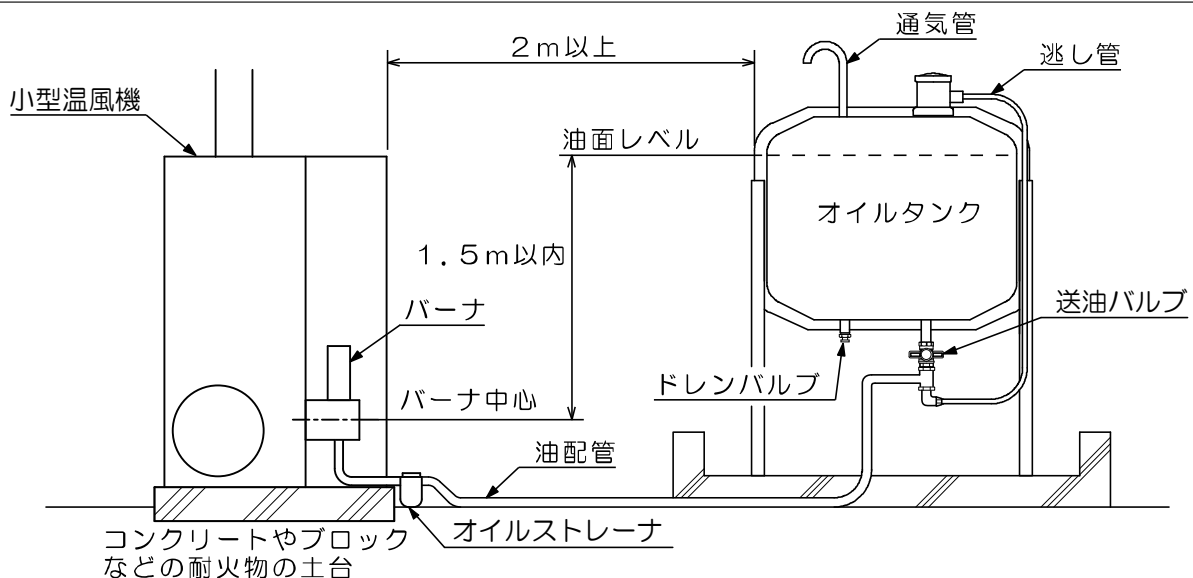 通気管
2m以上
逃し管
小型温風機
油面レベル
オイルタンク
1.5m以内
送油バルブ
バーナ
ドレンバルブ
バーナ中心
油配管
オイルストレーナ
コンクリートやブロック
などの耐火物の土台